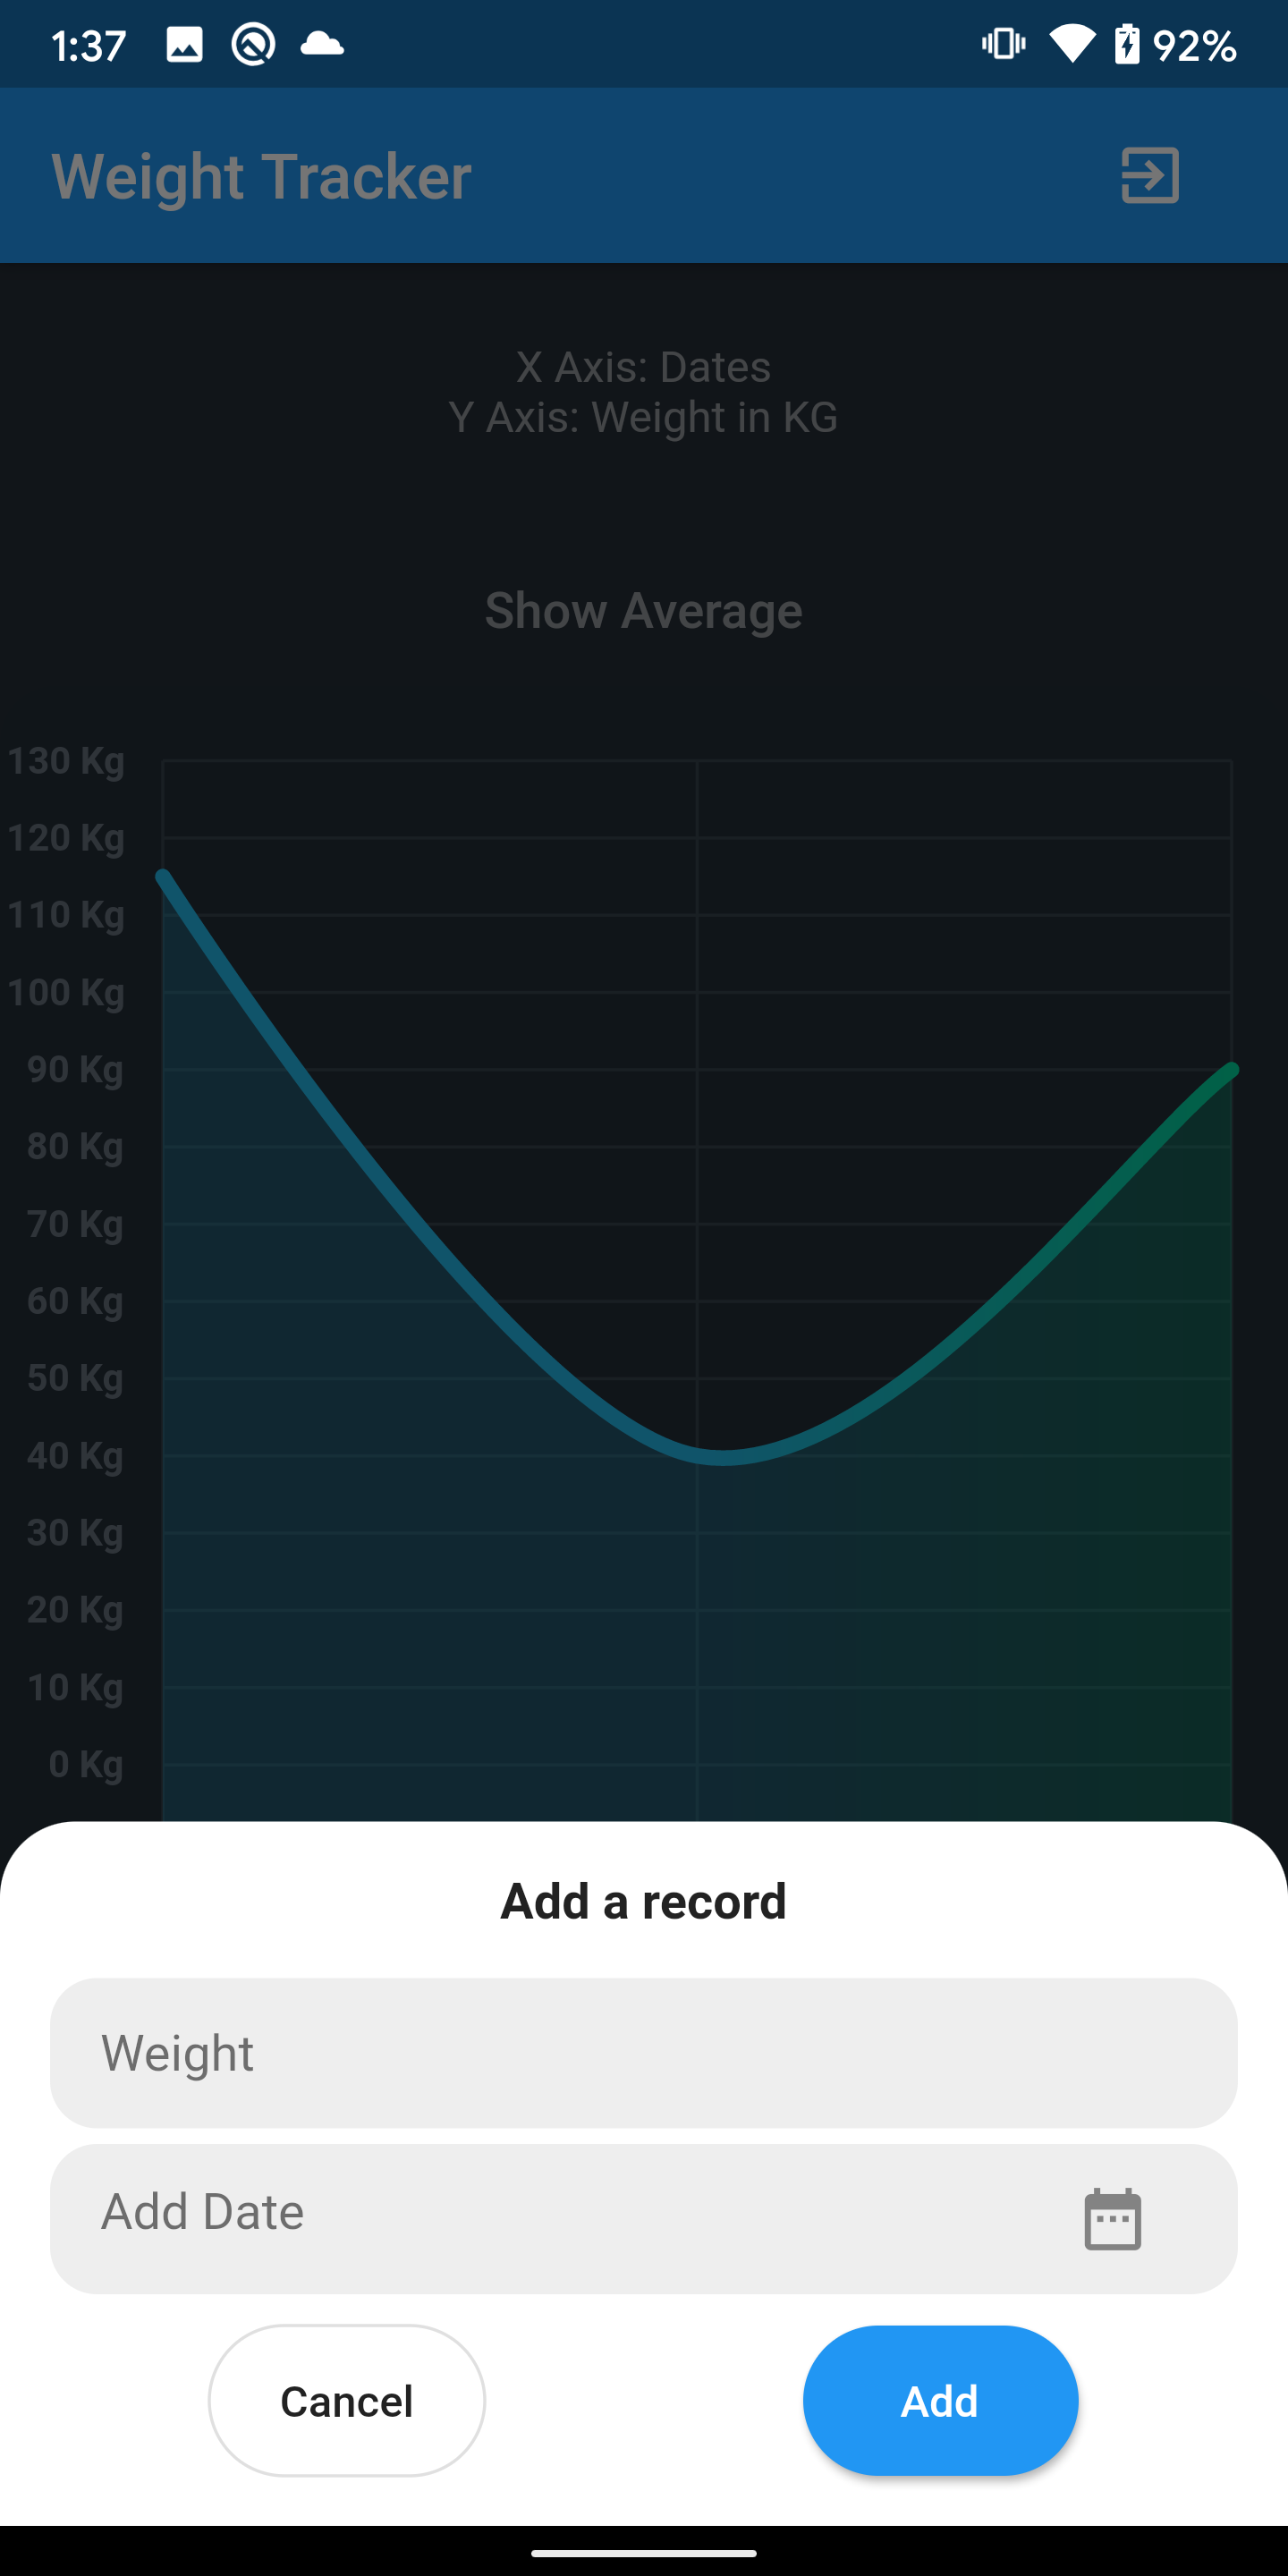 1:37
92%
Weight Tracker
X Axis: Dates
Y Axis: Weight in KG
Show Average
130 Kg
120 Kg
110 Kg
100 Kg
90 Kg
80 Kg
70 Kg
60 Kg
50 Kg
40 Kg
30 Kg
20 Kg
10 Kg
0 Kg
Add a record
Weight
Add Date
Cancel
Add